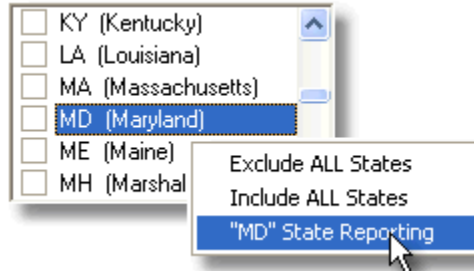 KY (Kentucky)
LA (Louisiana)
MA (Massachusetts)
MD (Maryland)
ME (Maine)
MH (Marshal
Exclude ALL States
Include ALL States
"MD" State Reporting